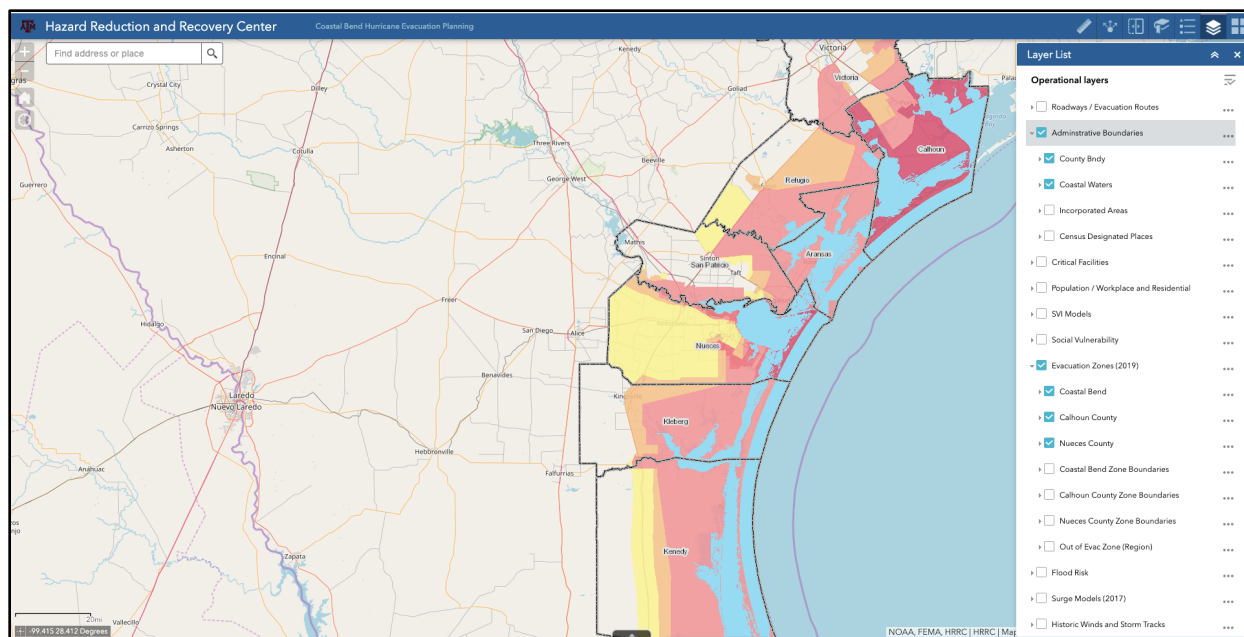 Hazard Reduction and Recovery Center
Coastal Bend Hurricane Evacuation Planning
Find address or place
Layer List
Operational layers
Roadways / Evacuation Routes
Adminstrative Boundaries
County Bndy
Coastal Waters
Incorporated Areas
Census Designated Places
Critical Facilities
Population / Workplace and Residential
SVI Models
Social Vulnerability
Evacuation Zones (2019)
Coastal Bend
Calhoun County
Nueces County
Coastal Bend Zone Boundaries
Calhoun County Zone Boundaries
Nueces County Zone Boundaries
Out of Evac Zone (Region)
Flood Risk
Surge Models (2017)
Historic Winds and Storm Tracks
Kenedy
Victoria
Crystal City
Dilley
Goliad
Victoria
Carrizo Springs
Asherton
Cotulla
Three Rivers
Beeville
Calhoun
George West
Refugio
Guerrero
Mathis
Encinal
Sinton
San Patricio
Taft
Aransas
Freer
Hidalgo
San Diego
Alice
Nueces
Benavides
Laredo
Nuevo Laredo
Kleberg
Hebbronville
Anáhuac
Falfurrias
Kenedy
Zapata
Vallecillo
20mi
-99.415 28.412 Degrees
NOAA, FEMA, HRRC | HRRC | Map